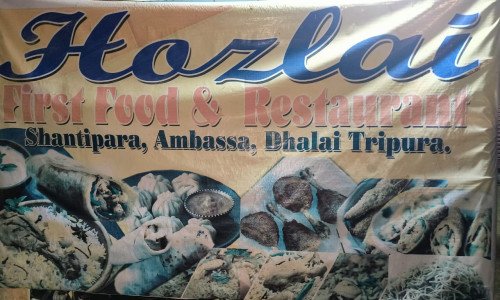 Hozlai
First Food & Restaurant
Shantipara, Ambassa, Dhalai Tripura.